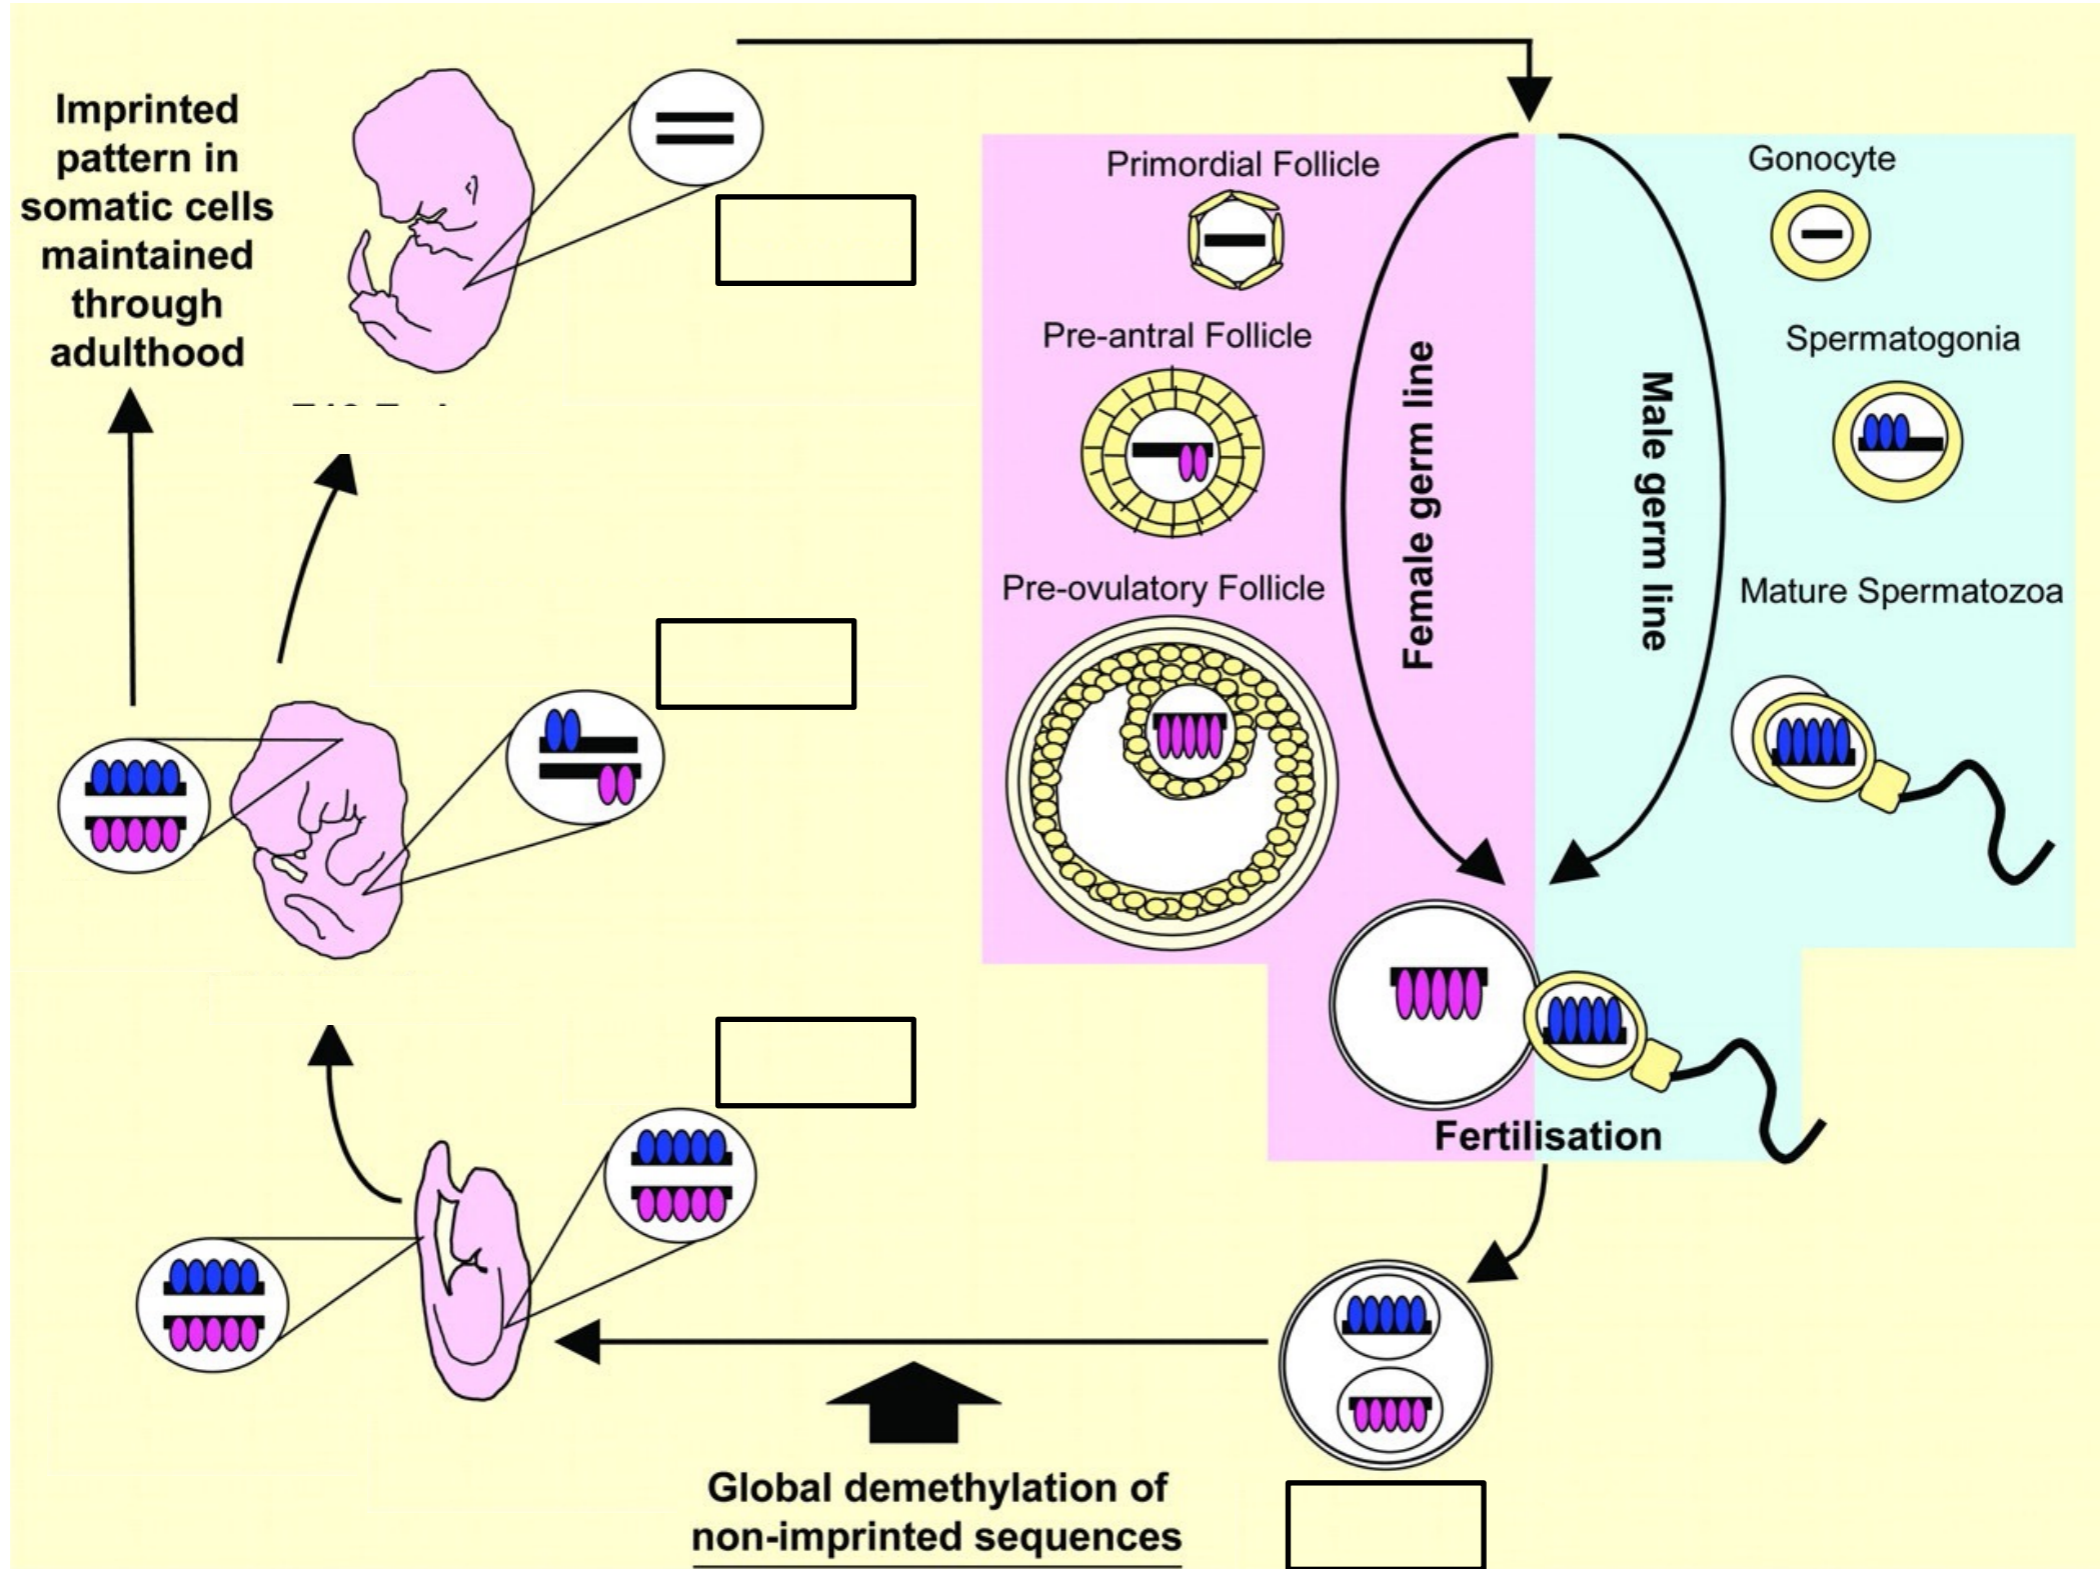 Imprinted
pattern in
somatic cells
maintained
through
adulthood
Primordial Follicle
Pre-antral Follicle
Pre-ovulatory Follicle
Female germ line
Male germ line
Gonocyte
Spermatogonia
Mature Spermatozoa
Fertilisation
Global demethylation of
non-imprinted sequences